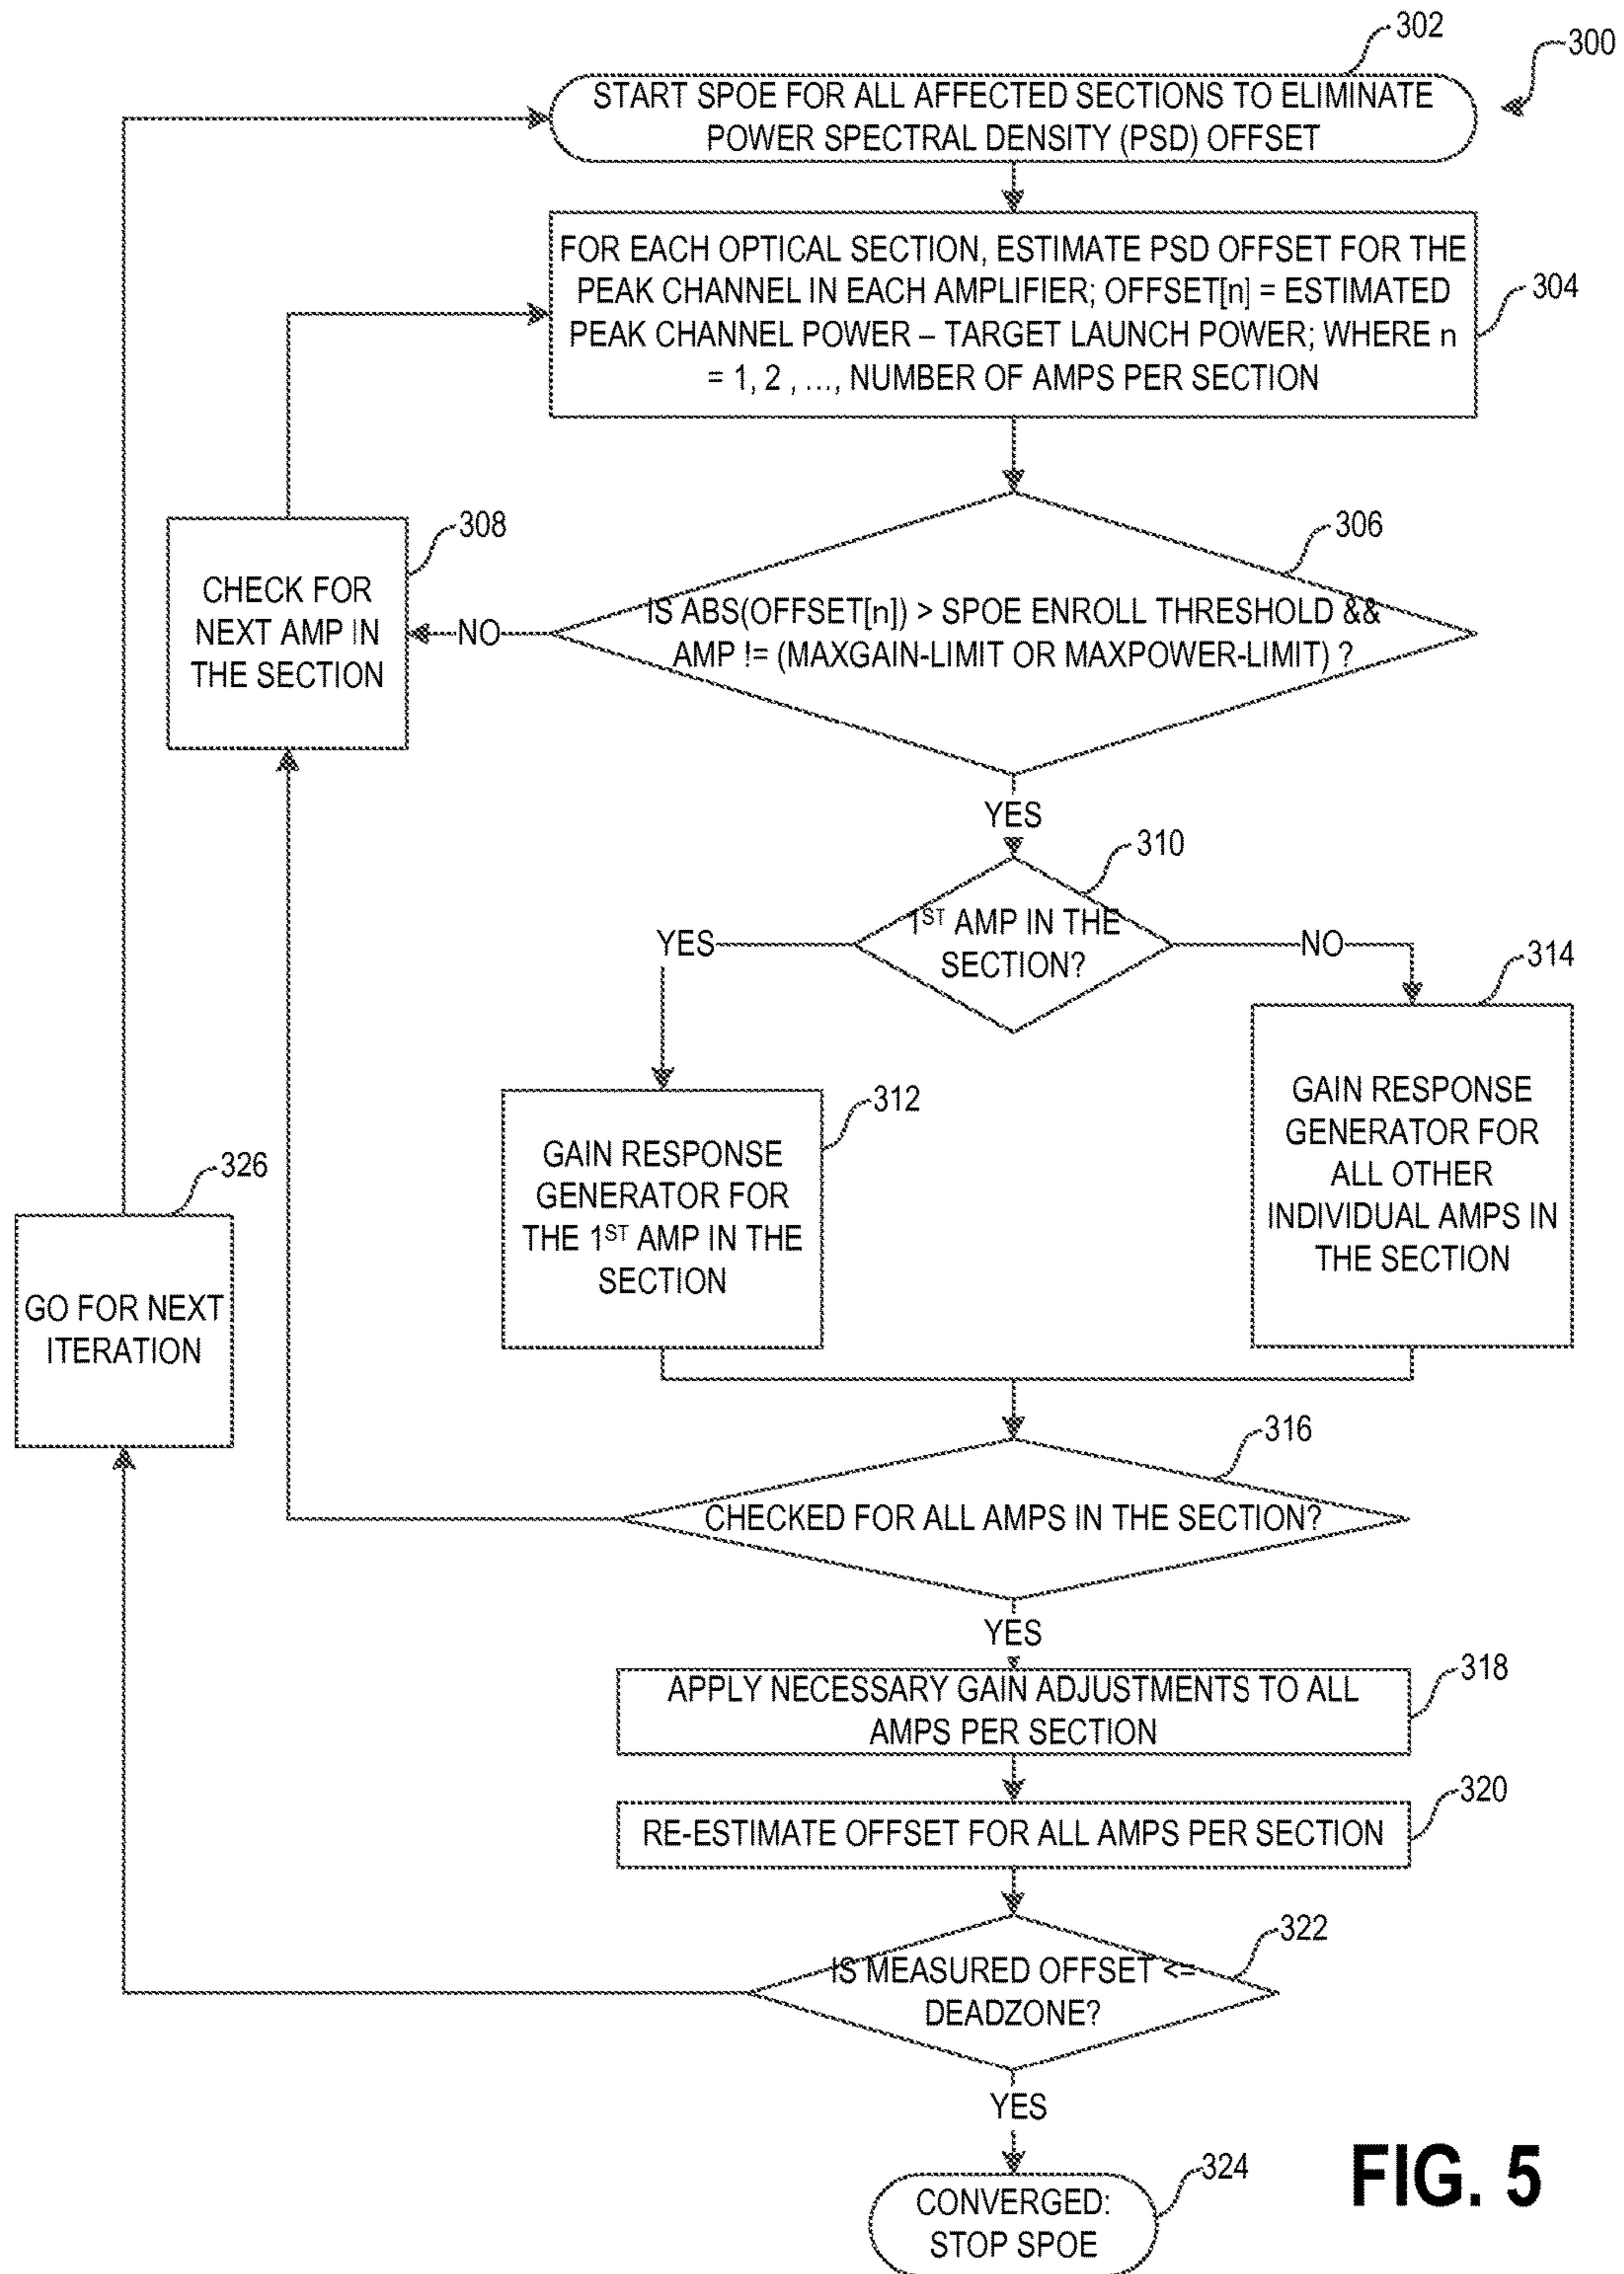 302
300
START SPOE FOR ALL AFFECTED SECTIONS TO ELIMINATE
POWER SPECTRAL DENSITY (PSD) OFFSET
FOR EACH OPTICAL SECTION, ESTIMATE PSD OFFSET FOR THE
PEAK CHANNEL IN EACH AMPLIFIER; OFFSET[n] = ESTIMATED
PEAK CHANNEL POWER – TARGET LAUNCH POWER; WHERE n
= 1, 2 , ..., NUMBER OF AMPS PER SECTION
304
308
CHECK FOR
NEXT AMP IN
THE SECTION
NO
306
IS ABS(OFFSET[n]) > SPOE ENROLL THRESHOLD &&
AMP != (MAXGAIN-LIMIT OR MAXPOWER-LIMIT) ?
YES
310
1ST AMP IN THE
SECTION?
YES
NO
312
GAIN RESPONSE
GENERATOR FOR
THE 1ST AMP IN THE
SECTION
314
GAIN RESPONSE
GENERATOR FOR
ALL OTHER
INDIVIDUAL AMPS IN
THE SECTION
326
GO FOR NEXT
ITERATION
316
CHECKED FOR ALL AMPS IN THE SECTION?
YES
318
APPLY NECESSARY GAIN ADJUSTMENTS TO ALL
AMPS PER SECTION
320
RE-ESTIMATE OFFSET FOR ALL AMPS PER SECTION
322
IS MEASURED OFFSET <=
DEADZONE?
YES
324
CONVERGED:
STOP SPOE
FIG. 5